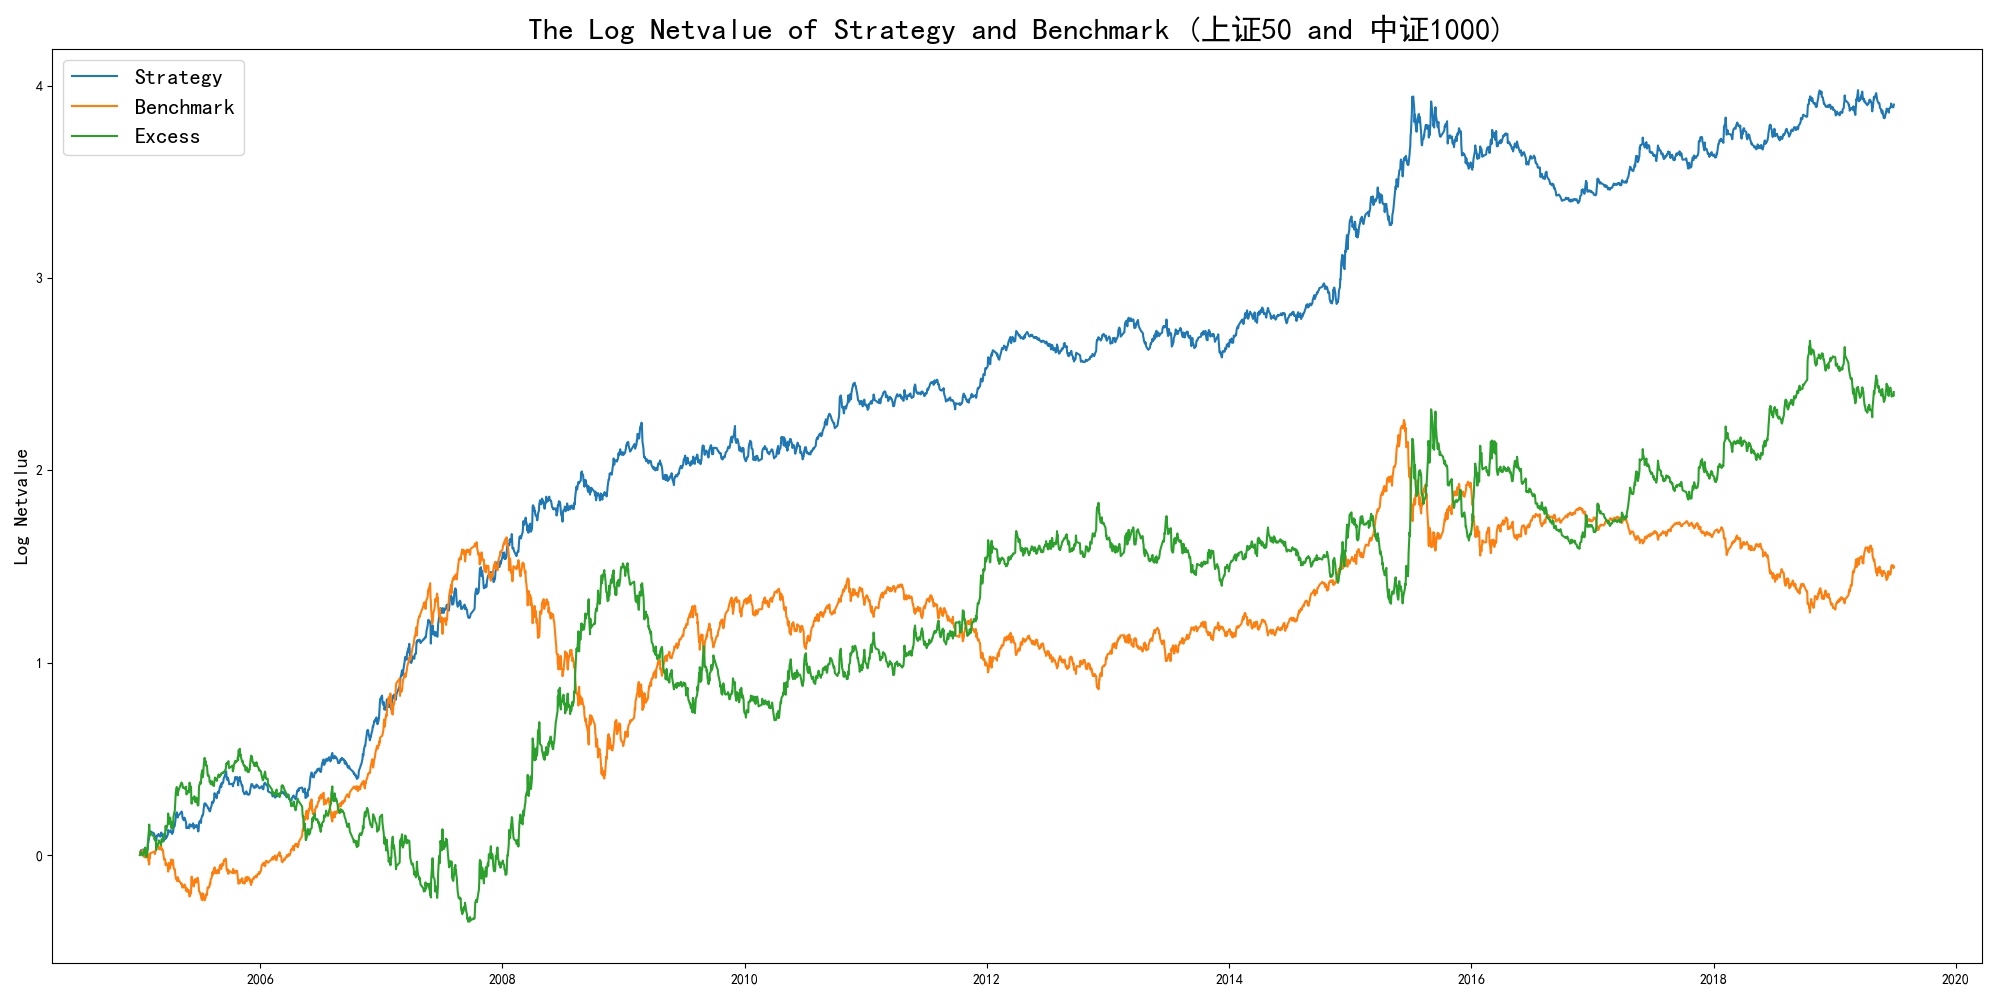 The Log Netvalue of Strategy and Benchmark (上证50 and 中证1000)
Strategy
Benchmark
Excess
Log Netvalue
4
3
2
1
0
2006
2008
2010
2012
2014
2016
2018
2020